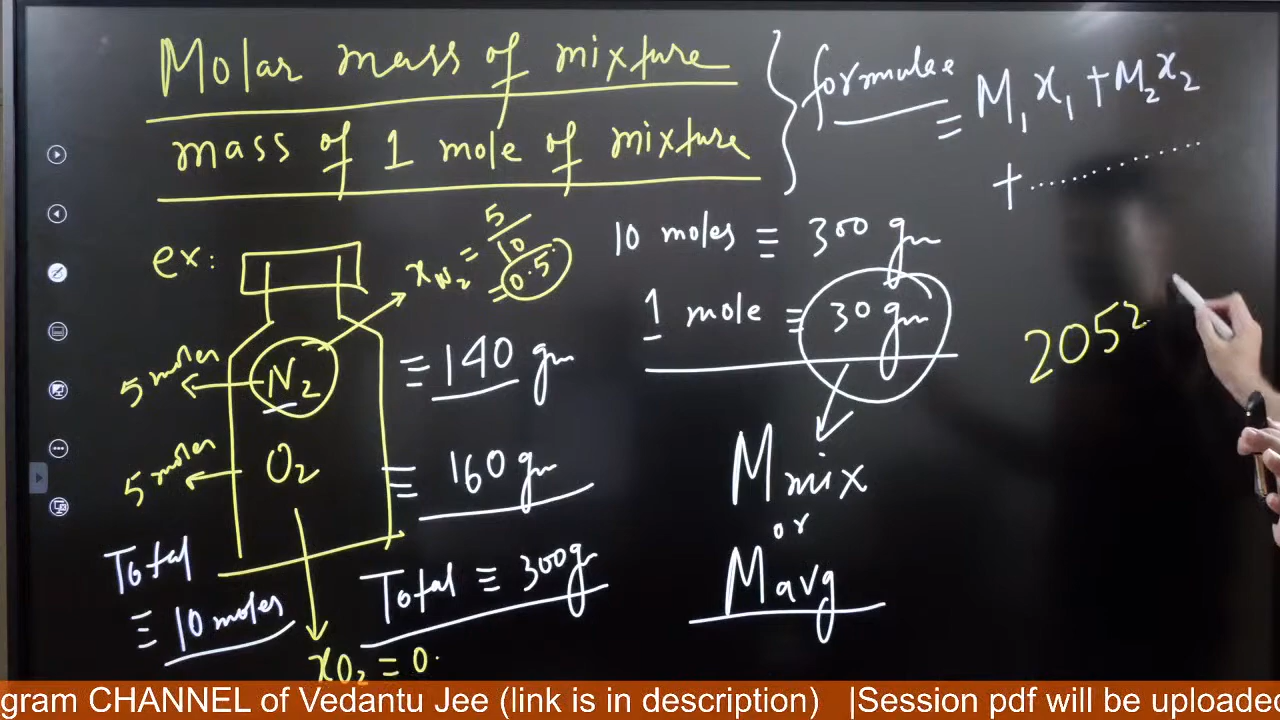 Molar mass of mixture
mass of 1 mole of mixture
formulae
= M₁x₁ + M₂x₂
+ ............
ex:
x N₂ = 5/10
= 0.5
5 moles
N₂
≡ 140 gm
5 moles
O₂
≡ 160 gm
Total
≡ 10 moles
Total ≡ 300g
xO₂ = 0.
10 moles ≡ 300 gm
1 mole ≡ 30 gm
Mmix
or
Mavg
2052
gram CHANNEL of Vedantu Jee (link is in description) |Session pdf will be uploaded